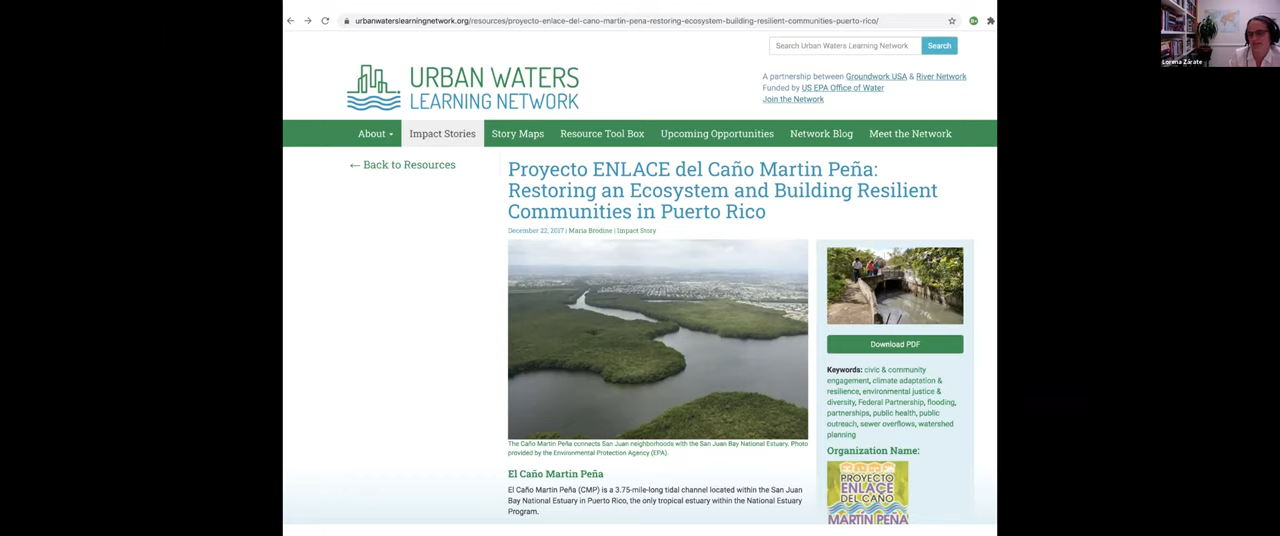 urbanwaterslearningnetwork.org/resources/proyecto-enlace-del-cano-martin-pena-restoring-ecosystem-building-resilient-communities-puerto-rico/
Lorena Zárate
Search Urban Waters Learning Network
Search
URBAN WATERS
LEARNING NETWORK
A partnership between Groundwork USA & River Network
Funded by US EPA Office of Water
Join the Network
About
Impact Stories
Story Maps
Resource Tool Box
Upcoming Opportunities
Network Blog
Meet the Network
← Back to Resources
Proyecto ENLACE del Caño Martin Peña:
Restoring an Ecosystem and Building Resilient
Communities in Puerto Rico
December 22, 2017 | Maria Brodine | Impact Story
The Caño Martin Peña connects San Juan neighborhoods with the San Juan Bay National Estuary. Photo
provided by the Environmental Protection Agency (EPA).
El Caño Martin Peña
El Caño Martin Peña (CMP) is a 3.75-mile-long tidal channel located within the San Juan
Bay National Estuary in Puerto Rico, the only tropical estuary within the National Estuary
Program.
Download PDF
Keywords: civic & community
engagement, climate adaptation &
resilience, environmental justice &
diversity, Federal Partnership, flooding,
partnerships, public health, public
outreach, sewer overflows, watershed
planning
Organization Name:
PROYECTO
ENLACE
DEL CAÑO
MARTÍN PEÑA